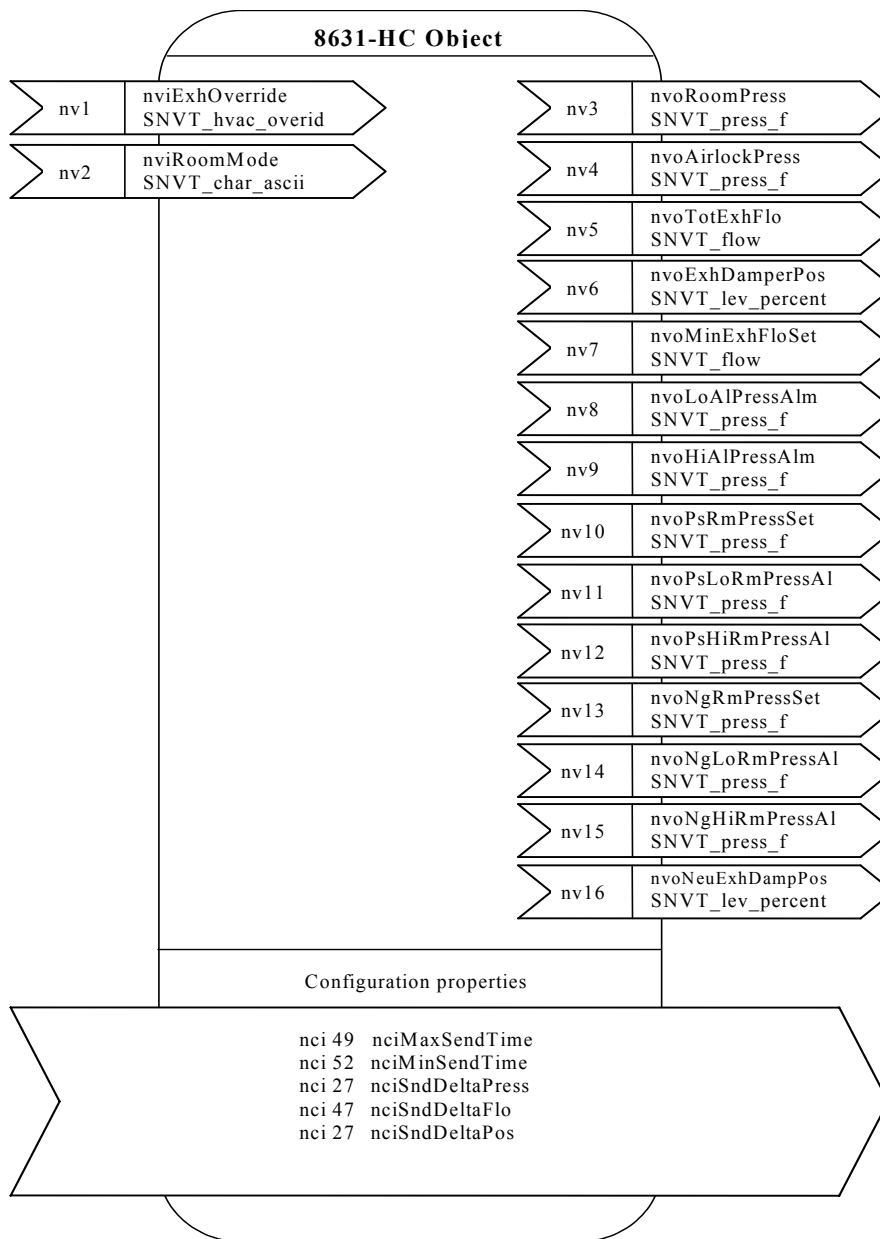 8631-HC Object
nv1
nviExhOverride
SNVT_hvac_overid
nv2
nviRoomMode
SNVT_char_ascii
nv3
nvoRoomPress
SNVT_press_f
nv4
nvoAirlockPress
SNVT_press_f
nv5
nvoTotExhFlo
SNVT_flow
nv6
nvoExhDamperPos
SNVT_lev_percent
nv7
nvoMinExhFloSet
SNVT_flow
nv8
nvoLoAlPressAlm
SNVT_press_f
nv9
nvoHiAlPressAlm
SNVT_press_f
nv10
nvoPsRmPressSet
SNVT_press_f
nv11
nvoPsLoRmPressAl
SNVT_press_f
nv12
nvoPsHiRmPressAl
SNVT_press_f
nv13
nvoNgRmPressSet
SNVT_press_f
nv14
nvoNgLoRmPressAl
SNVT_press_f
nv15
nvoNgHiRmPressAl
SNVT_press_f
nv16
nvoNeuExhDampPos
SNVT_lev_percent
Configuration properties
nci 49 nciMaxSendTime
nci 52 nciMinSendTime
nci 27 nciSndDeltaPress
nci 47 nciSndDeltaFlo
nci 27 nciSndDeltaPos